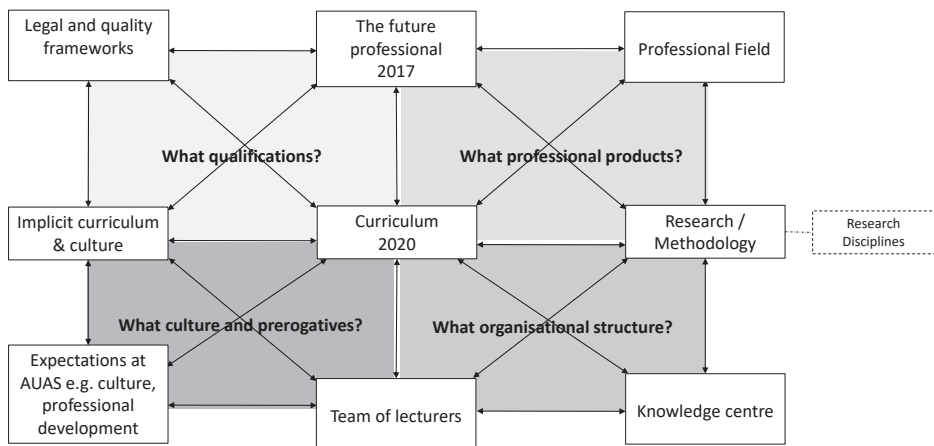 Legal and quality
frameworks
The future
professional
2017
Professional Field
What qualifications?
What professional products?
Implicit curriculum
& culture
Curriculum
2020
Research /
Methodology
Research
Disciplines
What culture and prerogatives?
What organisational structure?
Expectations at
AUAS e.g. culture,
professional
development
Team of lecturers
Knowledge centre